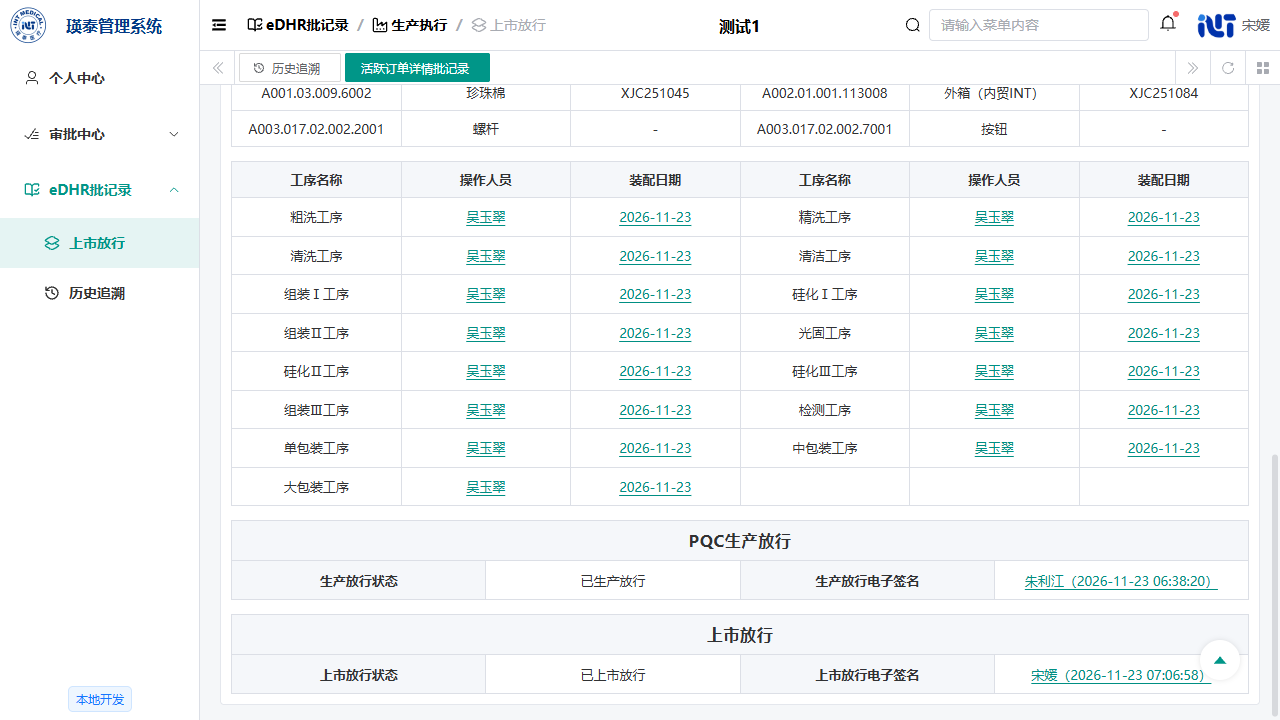 INT MEDICAL
瑛泰管理系统
eDHR批记录 / 生产执行 / 上市放行
测试1
请输入菜单内容
INT
宋媛
个人中心
审批中心
eDHR批记录
上市放行
历史追溯
本地开发
历史追溯
活跃订单详情批记录
A001.03.009.6002 珍珠棉 XJC251045 A002.01.001.113008 外箱（内贸INT） XJC251084
A003.017.02.002.2001 螺杆 - A003.017.02.002.7001 按钮 -
工序名称 操作人员 装配日期 工序名称 操作人员 装配日期
粗洗工序 吴玉翠 2026-11-23 精洗工序 吴玉翠 2026-11-23
清洗工序 吴玉翠 2026-11-23 清洁工序 吴玉翠 2026-11-23
组装Ⅰ工序 吴玉翠 2026-11-23 硅化Ⅰ工序 吴玉翠 2026-11-23
组装Ⅱ工序 吴玉翠 2026-11-23 光固工序 吴玉翠 2026-11-23
硅化Ⅱ工序 吴玉翠 2026-11-23 硅化Ⅲ工序 吴玉翠 2026-11-23
组装Ⅲ工序 吴玉翠 2026-11-23 检测工序 吴玉翠 2026-11-23
单包装工序 吴玉翠 2026-11-23 中包装工序 吴玉翠 2026-11-23
大包装工序 吴玉翠 2026-11-23
PQC生产放行
生产放行状态 已生产放行 生产放行电子签名 朱利江（2026-11-23 06:38:20）
上市放行
上市放行状态 已上市放行 上市放行电子签名 宋媛（2026-11-23 07:06:58）